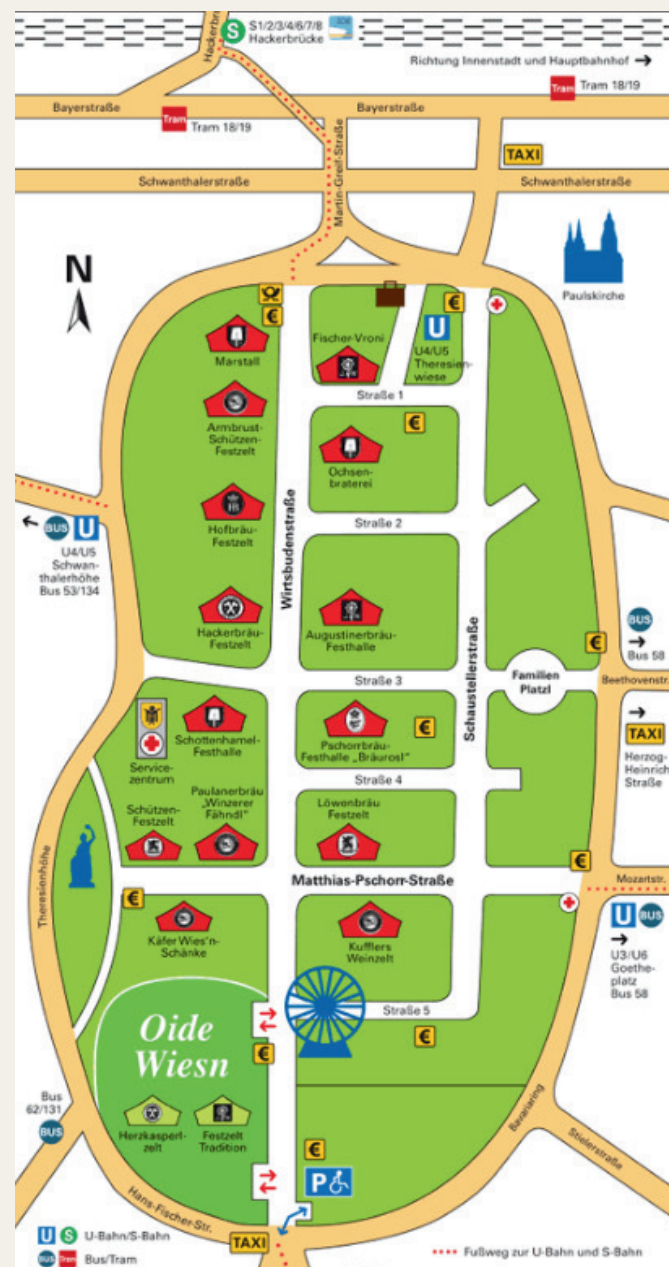 Hackerbrü
S
S1/2/3/4/6/7/8
Hackerbrücke
Richtung Innenstadt und Hauptbahnhof →
Tram Tram 18/19
Bayerstraße
Bayerstraße
Tram Tram 18/19
TAXI
Martin-Greif-Straße
Schwanthalerstraße
Schwanthalerstraße
N
Paulskirche
€
€
Marstall
Fischer-Vroni
U
U4/U5
Theresien-
wiese
Straße 1
Armbrust-
Schützen-
Festzelt
€
Ochsen-
braterei
Wirtsbudenstraße
Hofbräu-
Festzelt
Straße 2
BUS U
U4/U5
Schwan-
thalerhöhe
Bus 53/134
Hackerbräu-
Festzelt
Augustinerbräu-
Festhalle
Schaustellerstraße
€
BUS
→
Bus 58
Straße 3
Familien
Platzl
Beethovenstr.
Schottenhamel-
Festhalle
Service-
zentrum
Pschorrbräu-
Festhalle „Bräurosl"
€
→
TAXI
Herzog-
Heinrich-
Straße
Straße 4
Paulanerbräu
„Winzerer
Fähndl"
Schützen-
Festzelt
Löwenbräu
Festzelt
Theresienhöhe
€
Matthias-Pschorr-Straße
Mozartstr.
€
Käfer Wies'n-
Schänke
Kufflers
Weinzelt
U BUS
→
U3/U6
Goethe-
platz
Bus 58
Oide
Wiesn
Straße 5
€
€
Bus
62/131
BUS
Herzkasperl-
zelt
Festzelt
Tradition
Bavariaring
Stielerstraße
€
P
Hans-Fischer-Str.
TAXI
U S U-Bahn/S-Bahn
BUS Tram Bus/Tram
Fußweg zur U-Bahn und S-Bahn